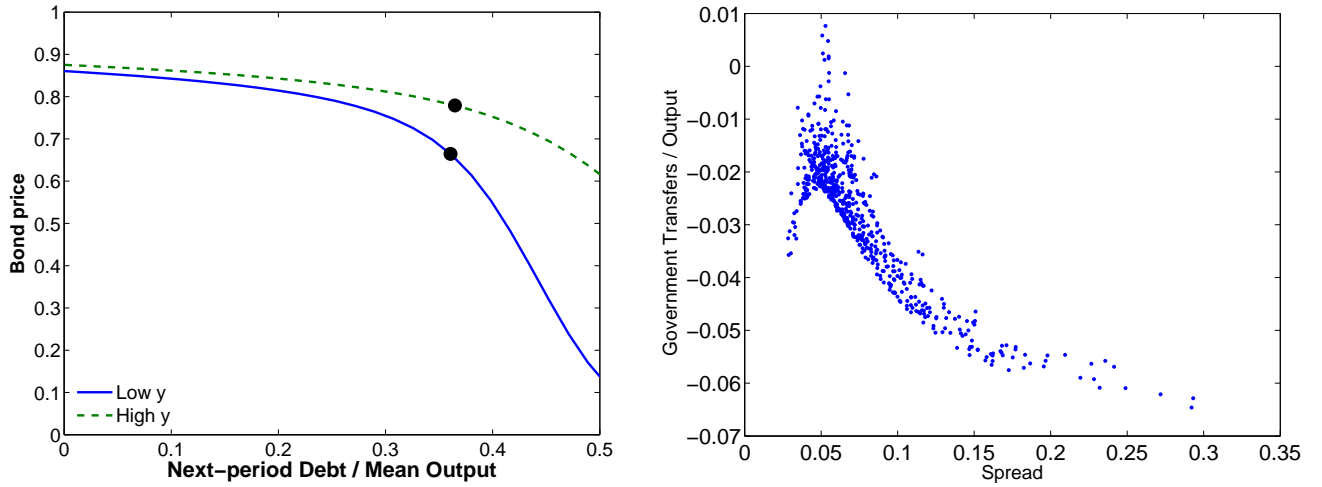 1
0.9
0.8
0.7
0.6
0.5
0.4
0.3
0.2
0.1
0
Bond price
Low y
High y
0 0.1 0.2 0.3 0.4 0.5
Next−period Debt / Mean Output
0.01
0
−0.01
−0.02
−0.03
−0.04
−0.05
−0.06
−0.07
Government Transfers / Output
0 0.05 0.1 0.15 0.2 0.25 0.3 0.35
Spread